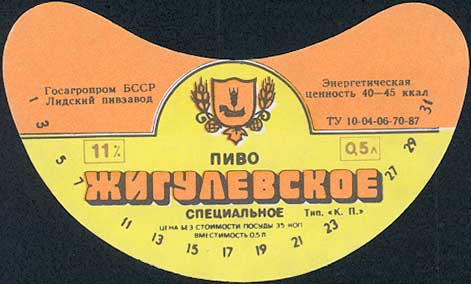 Госагропром БССР
Лидский пивзавод
Энергетическая
ценность 40—45 ккал
ТУ 10-04-06-70-87
11%
0,5 л
ПИВО
ЖИГУЛЕВСКОЕ
СПЕЦИАЛЬНОЕ Тип. «К. П.»
ЦЕНА БЕЗ СТОИМОСТИ ПОСУДЫ 35 КОП
ВМЕСТИМОСТЬ 0,5 Л
1 3 5 7 11 13 15 17 19 21 23 27 29 31